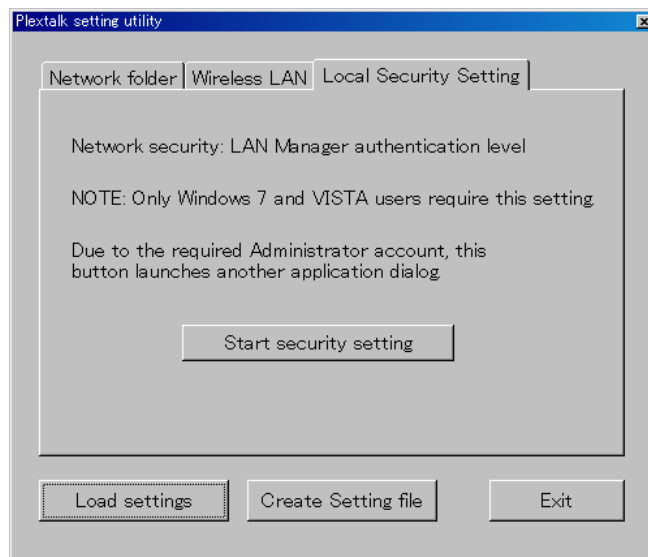 Plextalk setting utility
Network folder
Wireless LAN
Local Security Setting
Network security: LAN Manager authentication level
NOTE: Only Windows 7 and VISTA users require this setting.
Due to the required Administrator account, this
button launches another application dialog.
Start security setting
Load settings
Create Setting file
Exit